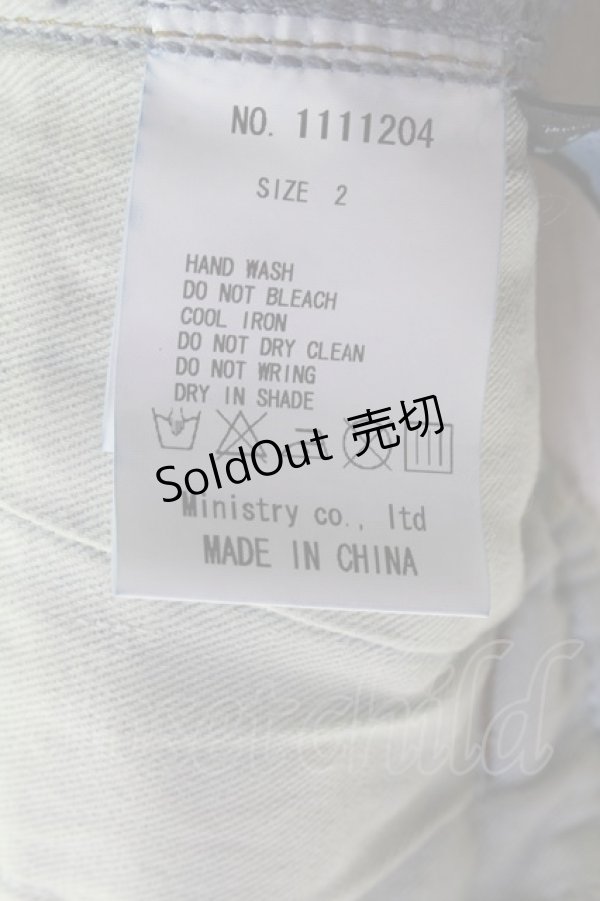 NO. 1111204
SIZE 2
HAND WASH
DO NOT BLEACH
COOL IRON
DO NOT DRY CLEAN
DO NOT WRING
DRY IN SHADE
SoldOut 売切
Ministry co., ltd
MADE IN CHINA